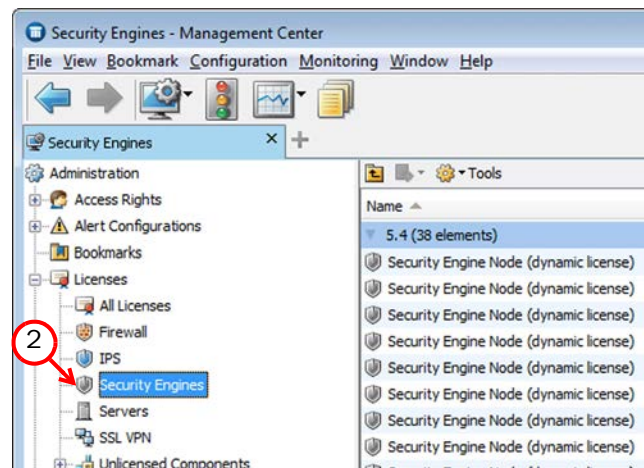 Security Engines - Management Center
File View Bookmark Configuration Monitoring Window Help
Security Engines
Administration
Access Rights
Alert Configurations
Bookmarks
Licenses
All Licenses
Firewall
IPS
2
Security Engines
Servers
SSL VPN
Unlicensed Components
Tools
Name
5.4 (38 elements)
Security Engine Node (dynamic license)
Security Engine Node (dynamic license)
Security Engine Node (dynamic license)
Security Engine Node (dynamic license)
Security Engine Node (dynamic license)
Security Engine Node (dynamic license)
Security Engine Node (dynamic license)
Security Engine Node (dynamic license)